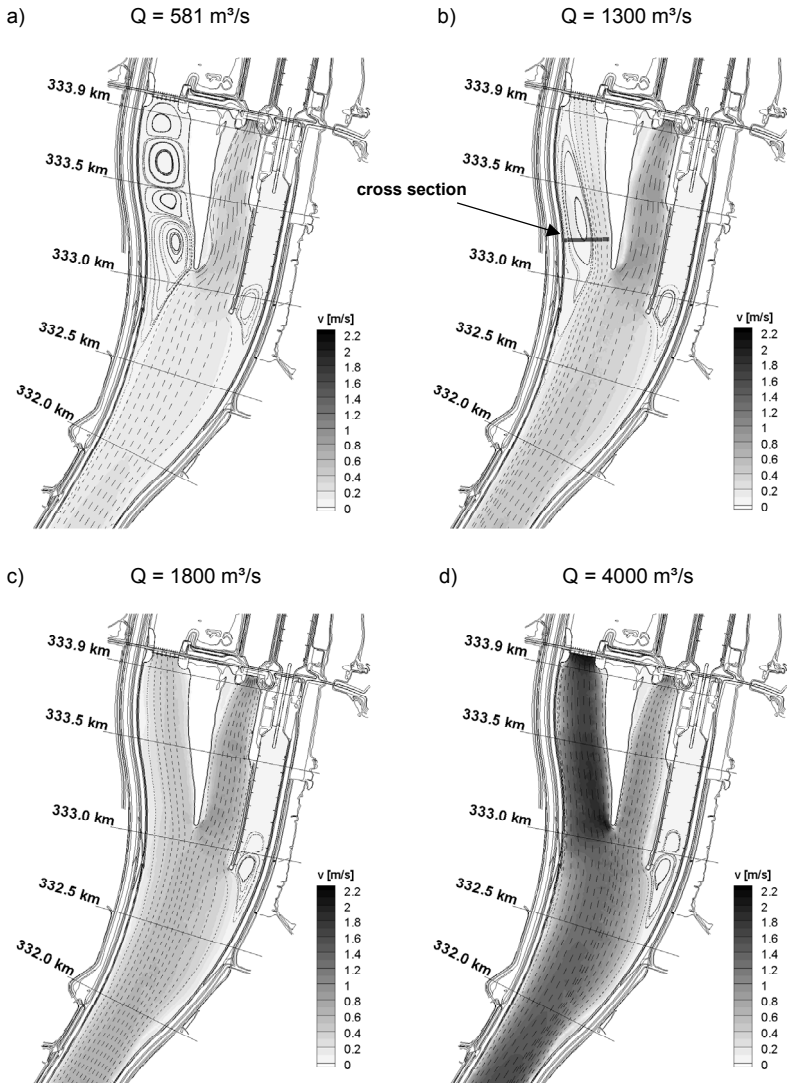 a) Q = 581 m³/s
333.9 km
333.5 km
333.0 km
332.5 km
332.0 km
v [m/s]
2.2
2
1.8
1.6
1.4
1.2
1
0.8
0.6
0.4
0.2
0
b) Q = 1300 m³/s
333.9 km
333.5 km
cross section
333.0 km
332.5 km
332.0 km
v [m/s]
2.2
2
1.8
1.6
1.4
1.2
1
0.8
0.6
0.4
0.2
0
c) Q = 1800 m³/s
333.9 km
333.5 km
333.0 km
332.5 km
332.0 km
v [m/s]
2.2
2
1.8
1.6
1.4
1.2
1
0.8
0.6
0.4
0.2
0
d) Q = 4000 m³/s
333.9 km
333.5 km
333.0 km
332.5 km
332.0 km
v [m/s]
2.2
2
1.8
1.6
1.4
1.2
1
0.8
0.6
0.4
0.2
0